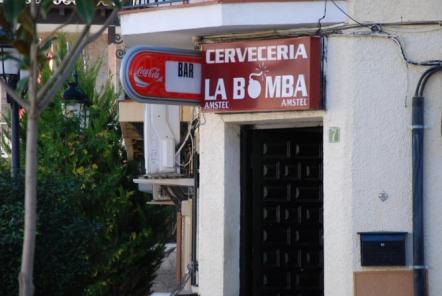 Coca-Cola
BAR
CERVECERIA
LA BOMBA
AMSTEL AMSTEL
7